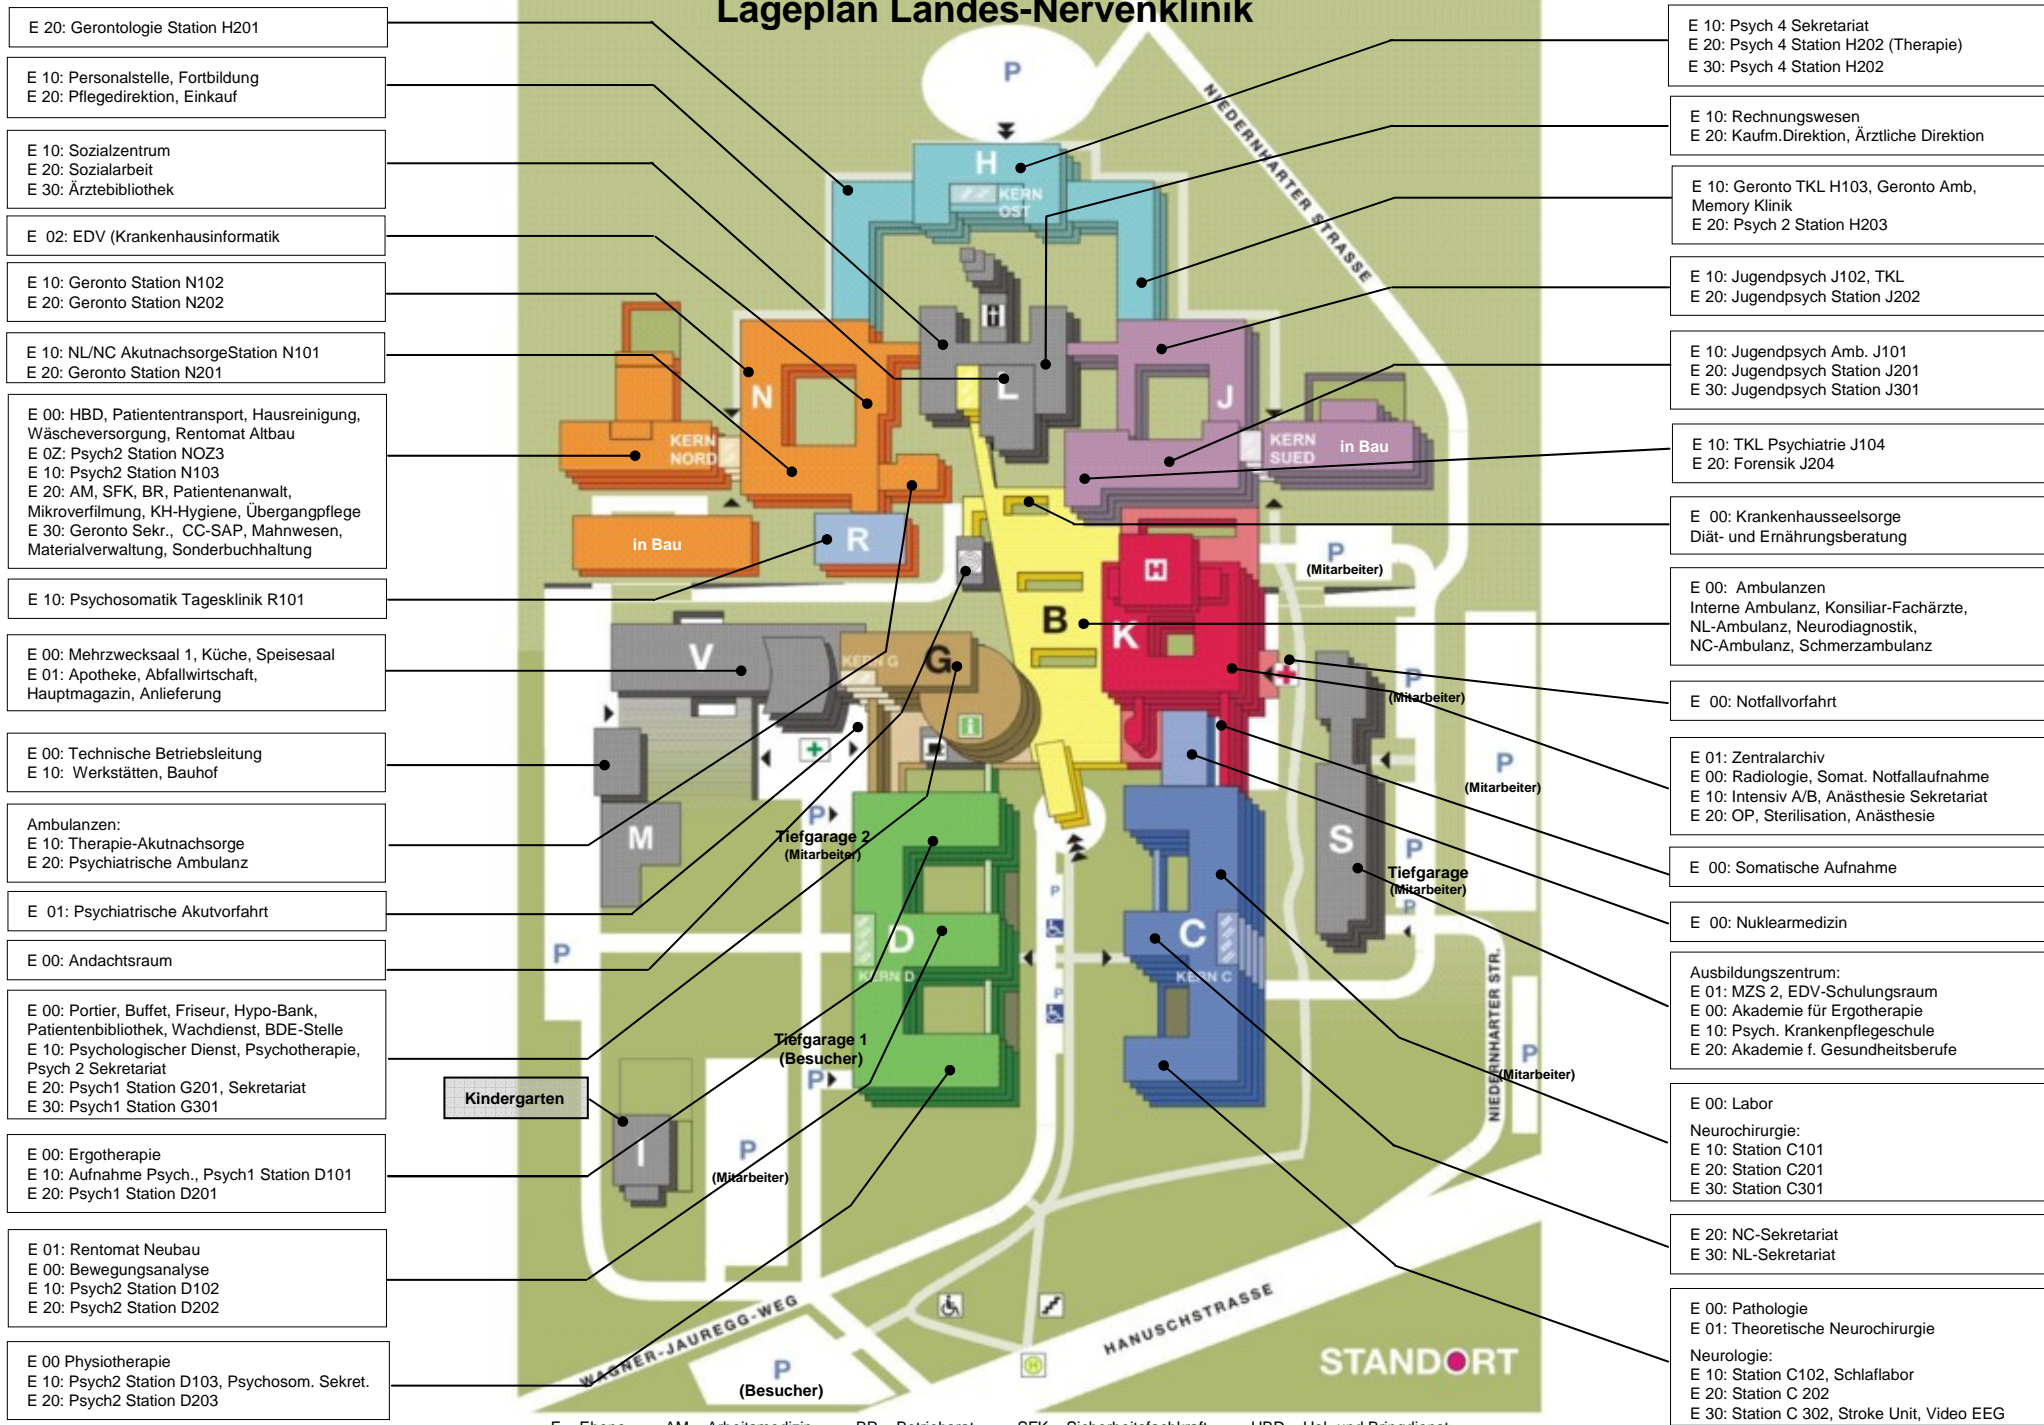 Lageplan Landes-Nervenklinik
E 20: Gerontologie Station H201
E 10: Personalstelle, Fortbildung
E 20: Pflegedirektion, Einkauf
E 10: Sozialzentrum
E 20: Sozialarbeit
E 30: Ärztebibliothek
E 02: EDV (Krankenhausinformatik
E 10: Geronto Station N102
E 20: Geronto Station N202
E 10: NL/NC AkutnachsorgeStation N101
E 20: Geronto Station N201
E 00: HBD, Patiententransport, Hausreinigung,
Wäscheversorgung, Rentomat Altbau
E 0Z: Psych2 Station NOZ3
E 10: Psych2 Station N103
E 20: AM, SFK, BR, Patientenanwalt,
Mikroverfilmung, KH-Hygiene, Übergangpflege
E 30: Geronto Sekr., CC-SAP, Mahnwesen,
Materialverwaltung, Sonderbuchhaltung
E 10: Psychosomatik Tagesklinik R101
E 00: Mehrzwecksaal 1, Küche, Speisesaal
E 01: Apotheke, Abfallwirtschaft,
Hauptmagazin, Anlieferung
E 00: Technische Betriebsleitung
E 10: Werkstätten, Bauhof
Ambulanzen:
E 10: Therapie-Akutnachsorge
E 20: Psychiatrische Ambulanz
E 01: Psychiatrische Akutvorfahrt
E 00: Andachtsraum
E 00: Portier, Buffet, Friseur, Hypo-Bank,
Patientenbibliothek, Wachdienst, BDE-Stelle
E 10: Psychologischer Dienst, Psychotherapie,
Psych 2 Sekretariat
E 20: Psych1 Station G201, Sekretariat
E 30: Psych1 Station G301
E 00: Ergotherapie
E 10: Aufnahme Psych., Psych1 Station D101
E 20: Psych1 Station D201
E 01: Rentomat Neubau
E 00: Bewegungsanalyse
E 10: Psych2 Station D102
E 20: Psych2 Station D202
E 00 Physiotherapie
E 10: Psych2 Station D103, Psychosom. Sekret.
E 20: Psych2 Station D203
P
NIEDERNHARTER STRASSE
H
KERN
OST
N
L
J
KERN
NORD
KERN
SUED
in Bau
in Bau
R
P
(Mitarbeiter)
H
B
K
V
KERN G
G
i
P
(Mitarbeiter)
P
(Mitarbeiter)
M
P
Tiefgarage 2
(Mitarbeiter)
S
P
Tiefgarage
(Mitarbeiter)
P
P
P
D
KERN D
C
KERN C
P
Tiefgarage 1
(Besucher)
P
NIEDERNHARTER STR.
P
(Mitarbeiter)
Kindergarten
I
P
(Mitarbeiter)
WAGNER-JAUREGG-WEG
HANUSCHSTRASSE
H
P
(Besucher)
STANDORT
E 10: Psych 4 Sekretariat
E 20: Psych 4 Station H202 (Therapie)
E 30: Psych 4 Station H202
E 10: Rechnungswesen
E 20: Kaufm.Direktion, Ärztliche Direktion
E 10: Geronto TKL H103, Geronto Amb,
Memory Klinik
E 20: Psych 2 Station H203
E 10: Jugendpsych J102, TKL
E 20: Jugendpsych Station J202
E 10: Jugendpsych Amb. J101
E 20: Jugendpsych Station J201
E 30: Jugendpsych Station J301
E 10: TKL Psychiatrie J104
E 20: Forensik J204
E 00: Krankenhausseelsorge
Diät- und Ernährungsberatung
E 00: Ambulanzen
Interne Ambulanz, Konsiliar-Fachärzte,
NL-Ambulanz, Neurodiagnostik,
NC-Ambulanz, Schmerzambulanz
E 00: Notfallvorfahrt
E 01: Zentralarchiv
E 00: Radiologie, Somat. Notfallaufnahme
E 10: Intensiv A/B, Anästhesie Sekretariat
E 20: OP, Sterilisation, Anästhesie
E 00: Somatische Aufnahme
E 00: Nuklearmedizin
Ausbildungszentrum:
E 01: MZS 2, EDV-Schulungsraum
E 00: Akademie für Ergotherapie
E 10: Psych. Krankenpflegeschule
E 20: Akademie f. Gesundheitsberufe
E 00: Labor
Neurochirurgie:
E 10: Station C101
E 20: Station C201
E 30: Station C301
E 20: NC-Sekretariat
E 30: NL-Sekretariat
E 00: Pathologie
E 01: Theoretische Neurochirurgie
Neurologie:
E 10: Station C102, Schlaflabor
E 20: Station C 202
E 30: Station C 302, Stroke Unit, Video EEG